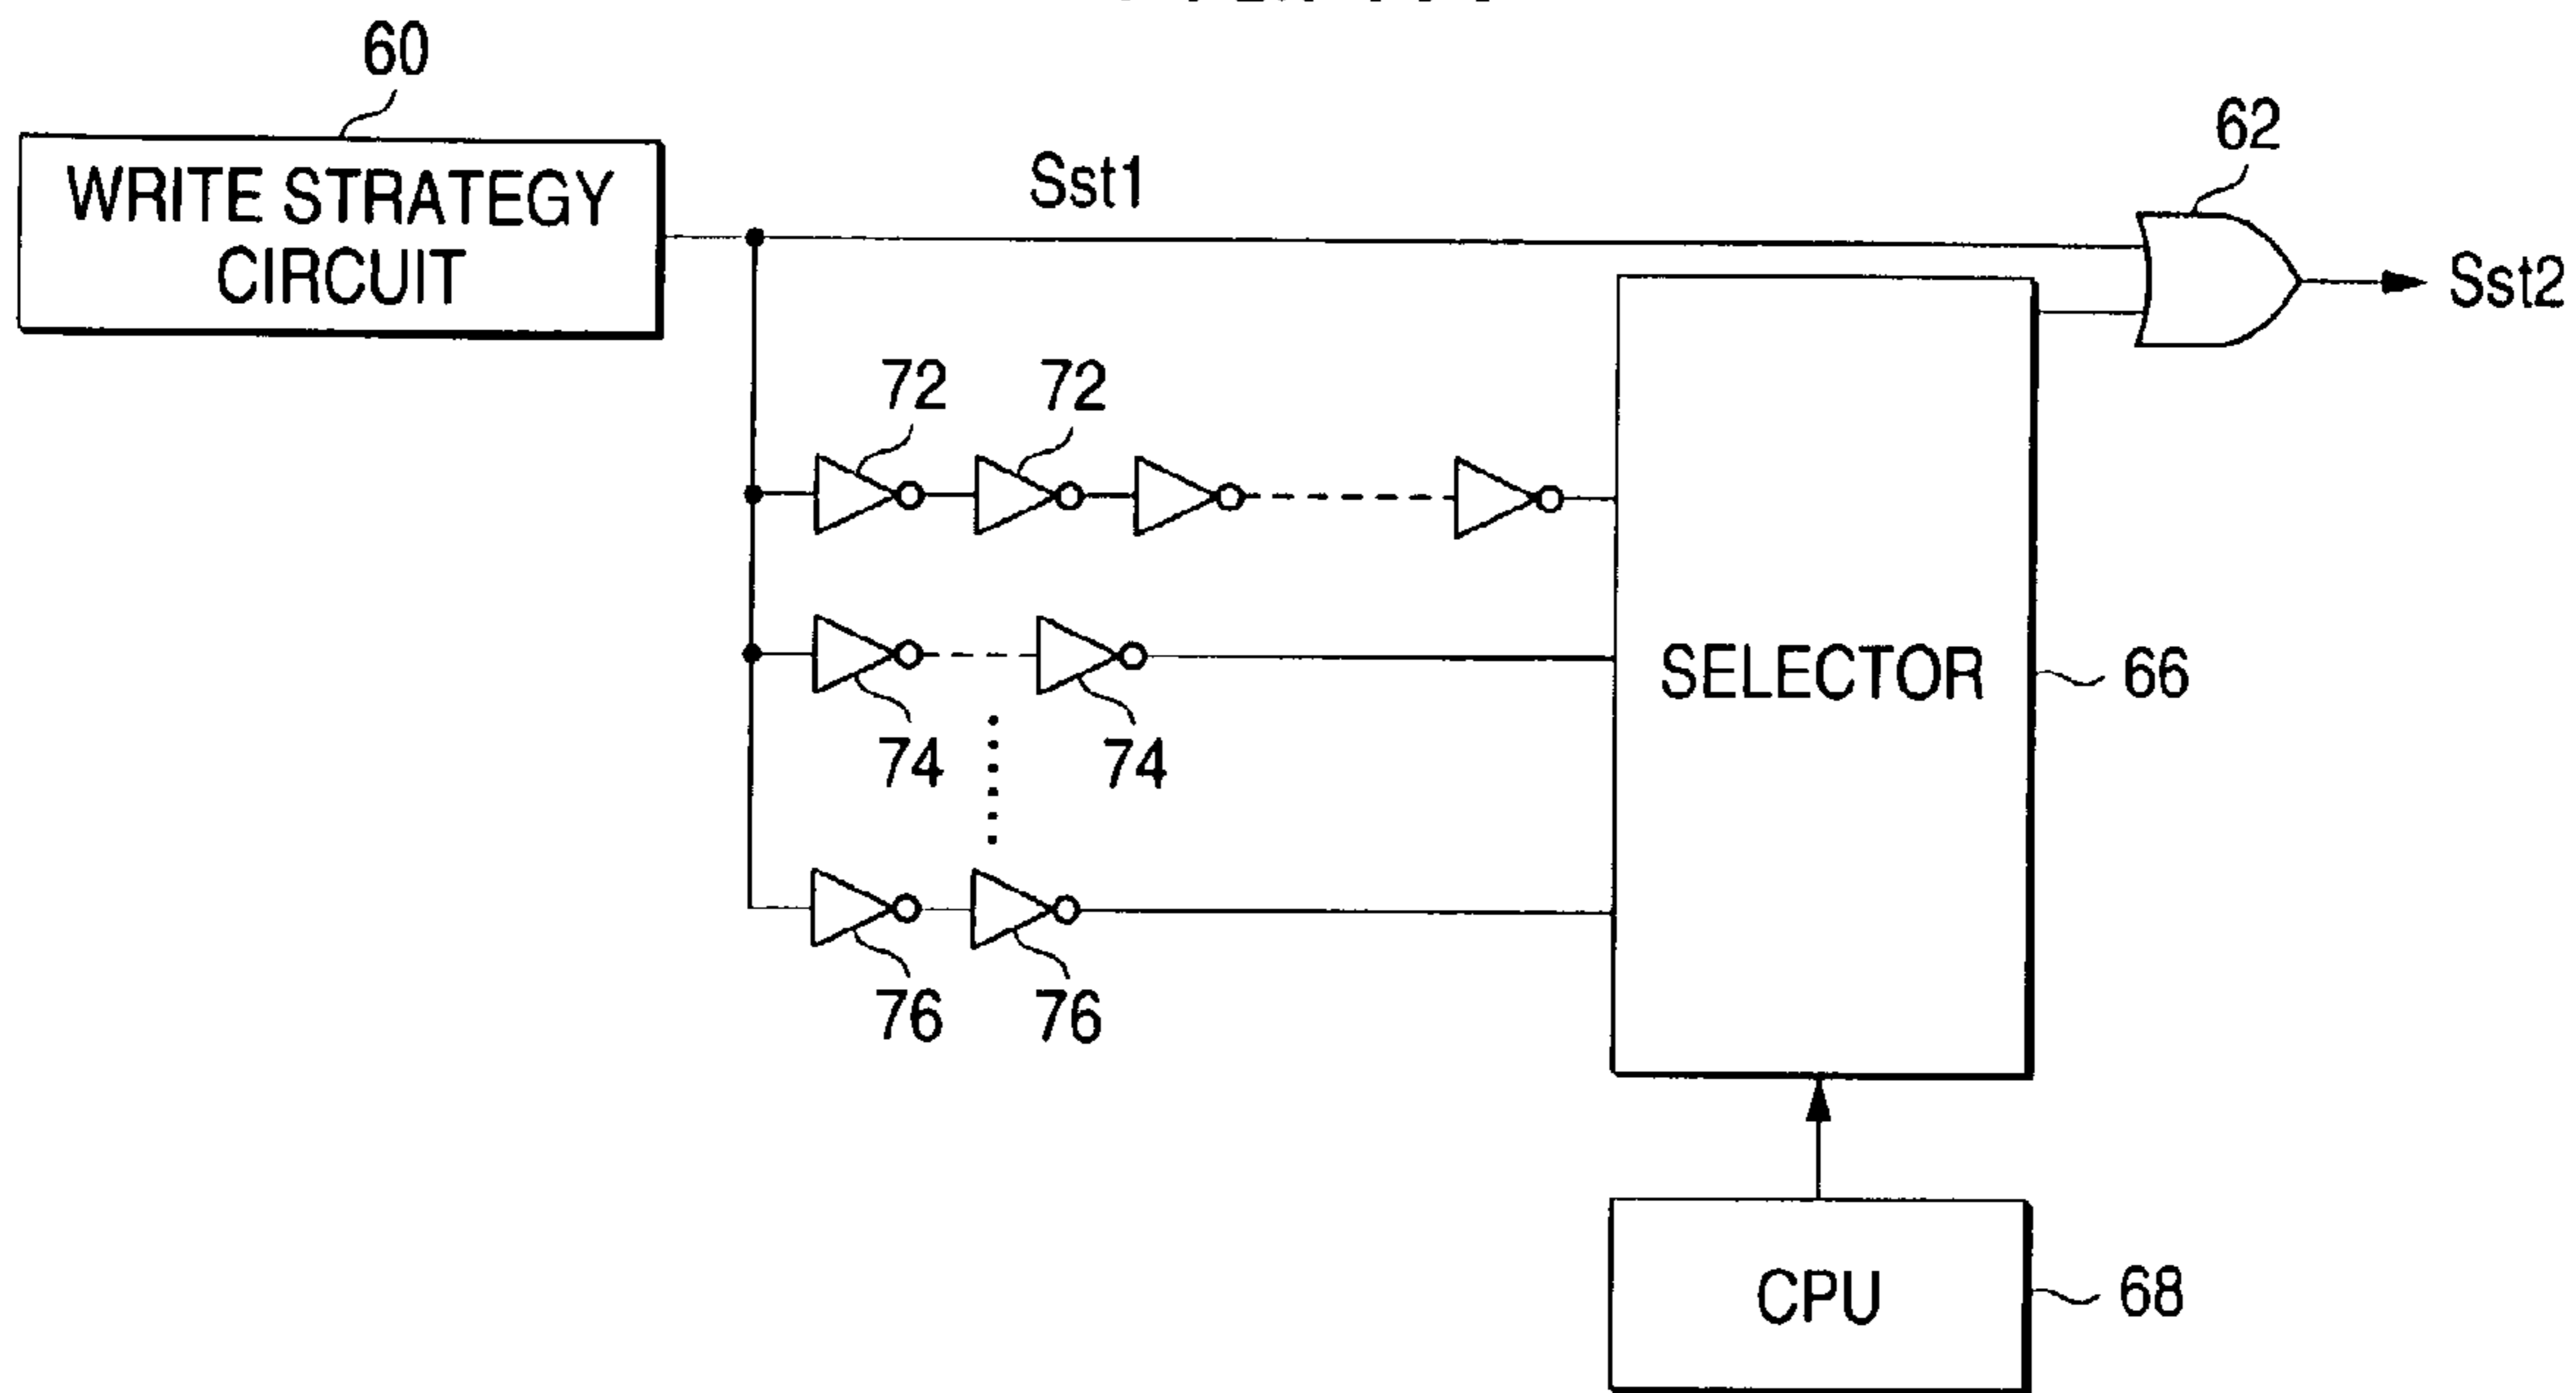 60
WRITE STRATEGY
CIRCUIT
Sst1
62
Sst2
72
72
74
74
SELECTOR
66
76
76
CPU
68